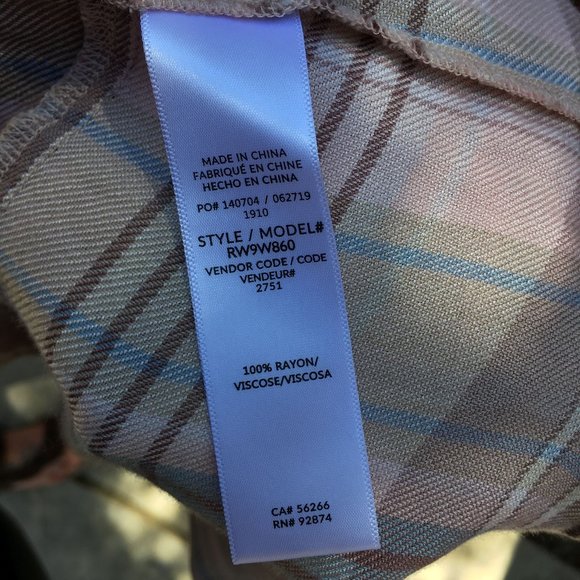 MADE IN CHINA
FABRIQUÉ EN CHINE
HECHO EN CHINA
PO# 140704 / 062719
1910
STYLE / MODEL#
RW9W860
VENDOR CODE / CODE
VENDEUR#
2751
100% RAYON/
VISCOSE/VISCOSA
CA# 56266
RN# 92874